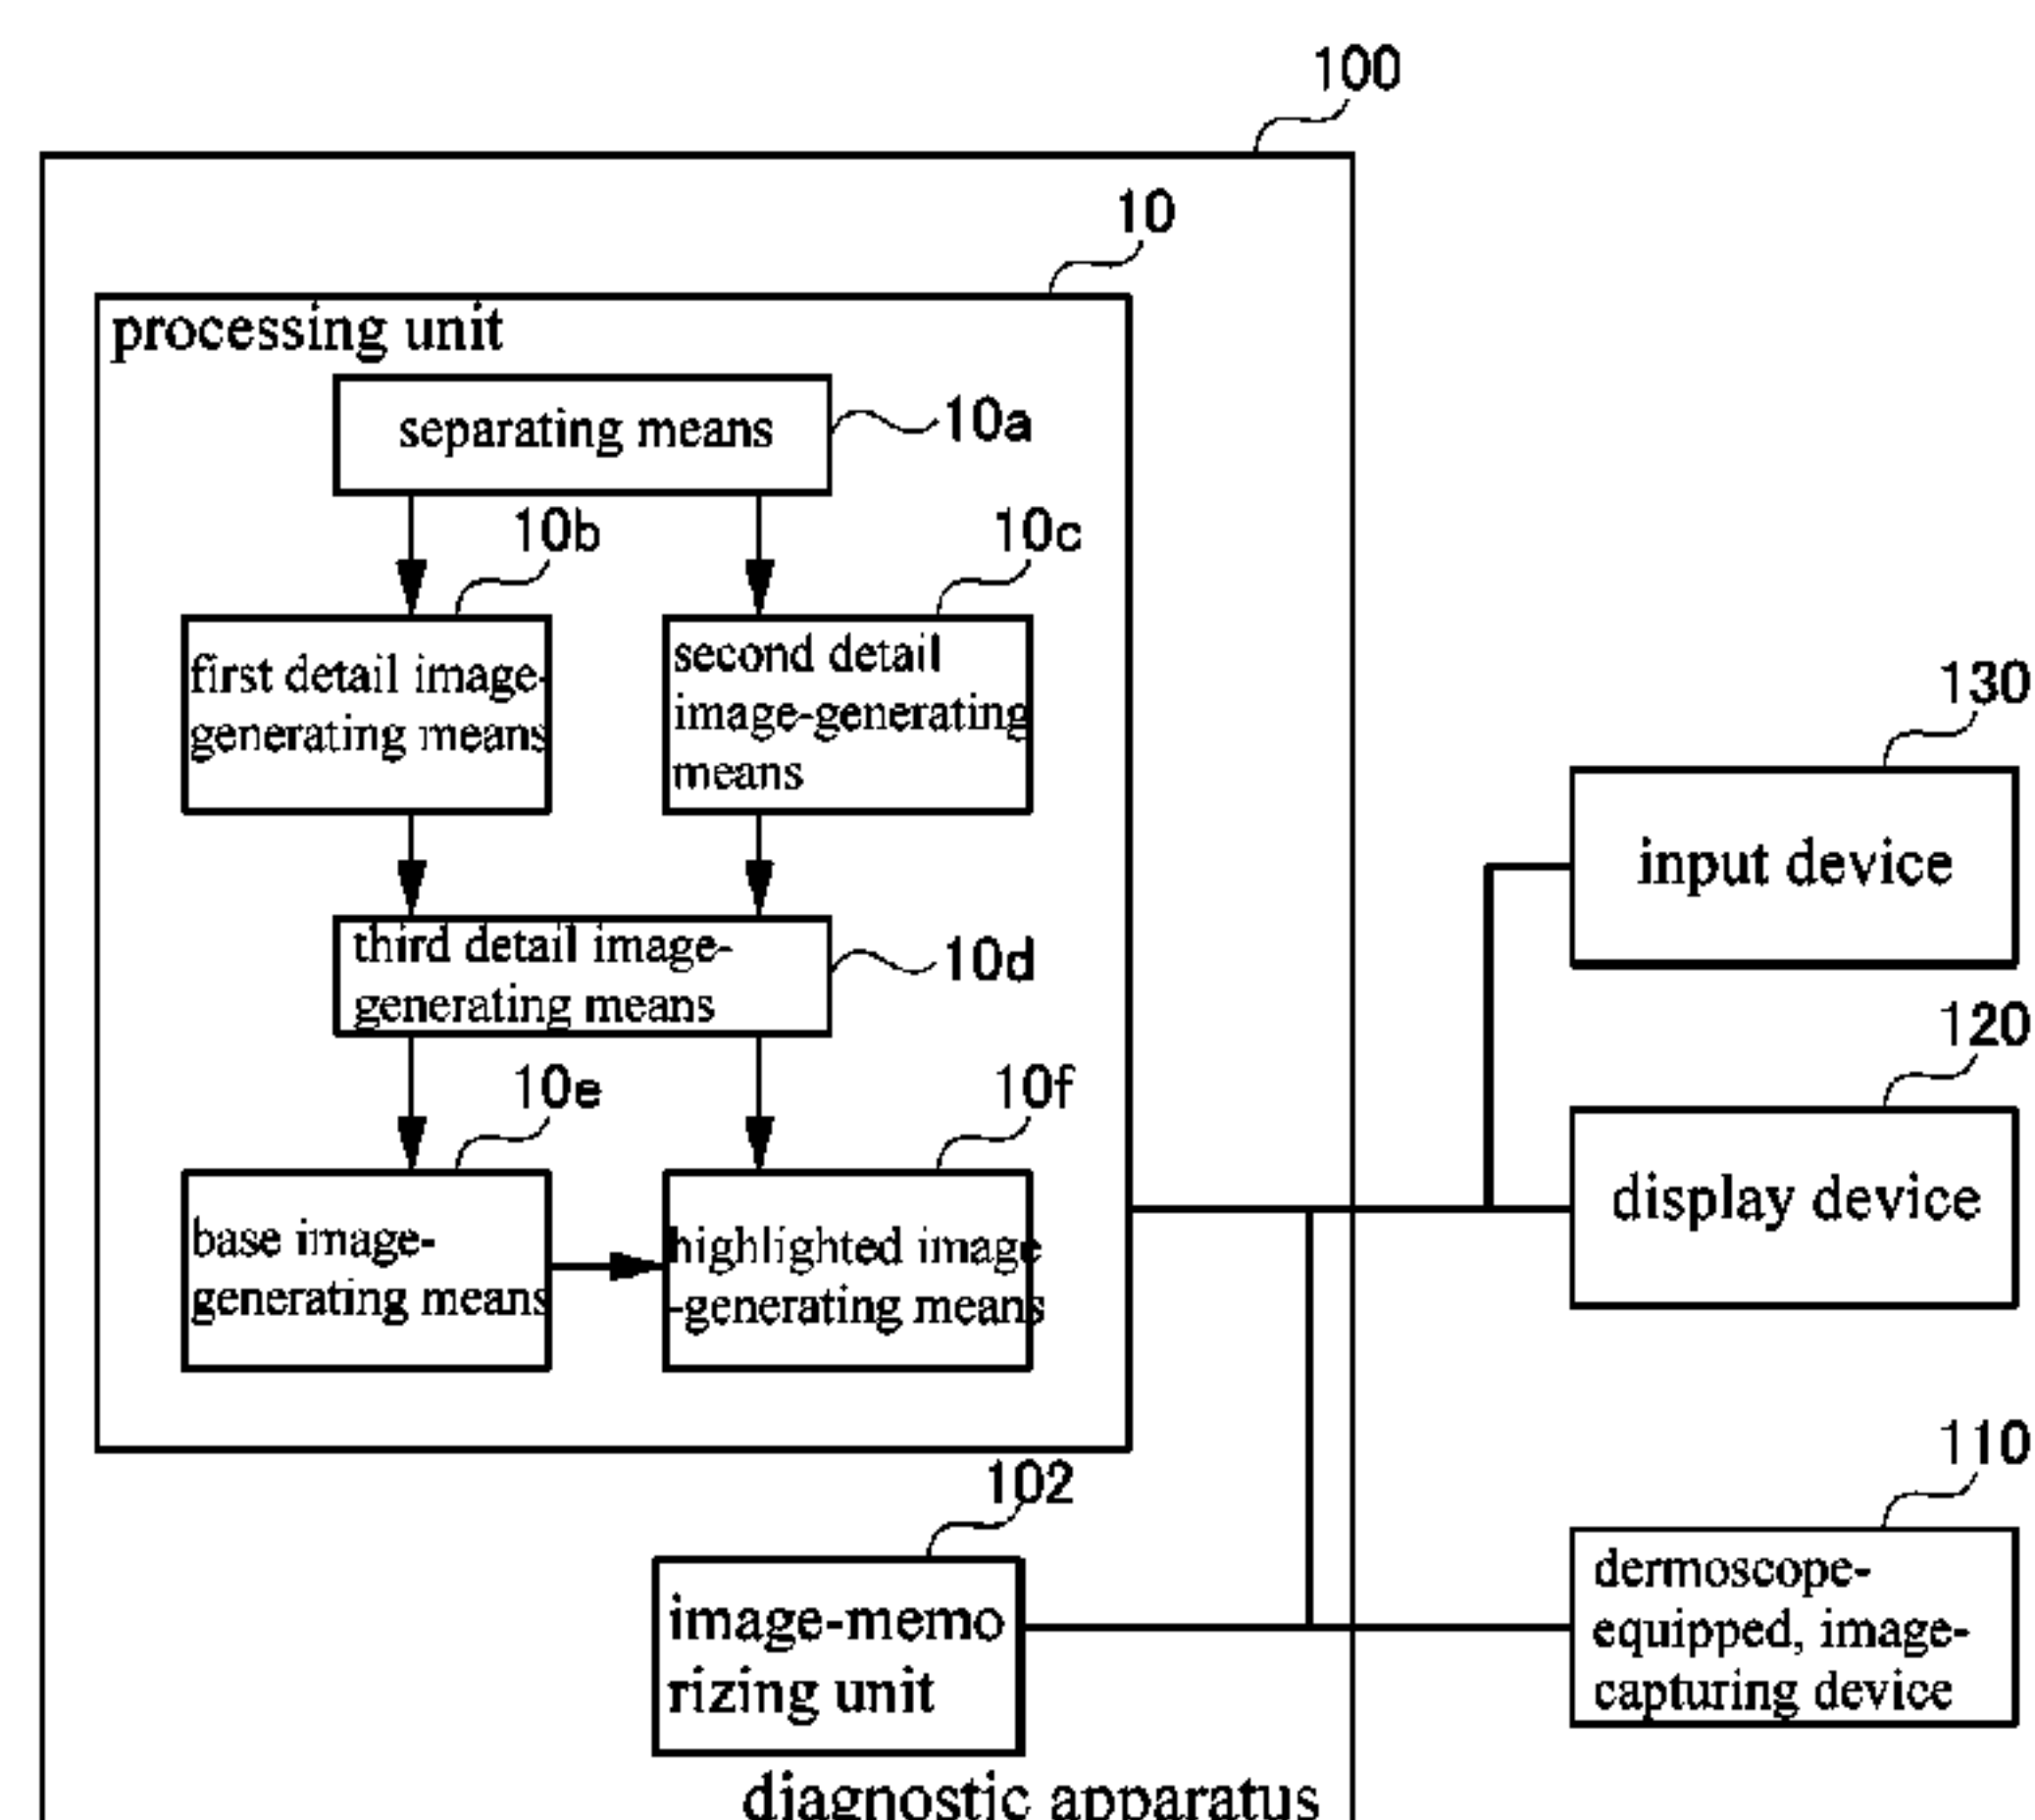 100
10
processing unit
separating means
10a
10b
10c
first detail image-
generating means
second detail
image-generating
means
third detail image-
generating means
10d
10e
10f
base image-
generating means
highlighted image
-generating means
130
input device
120
display device
102
image-memo
rizing unit
110
dermoscope-
equipped, image-
capturing device
diagnostic apparatus